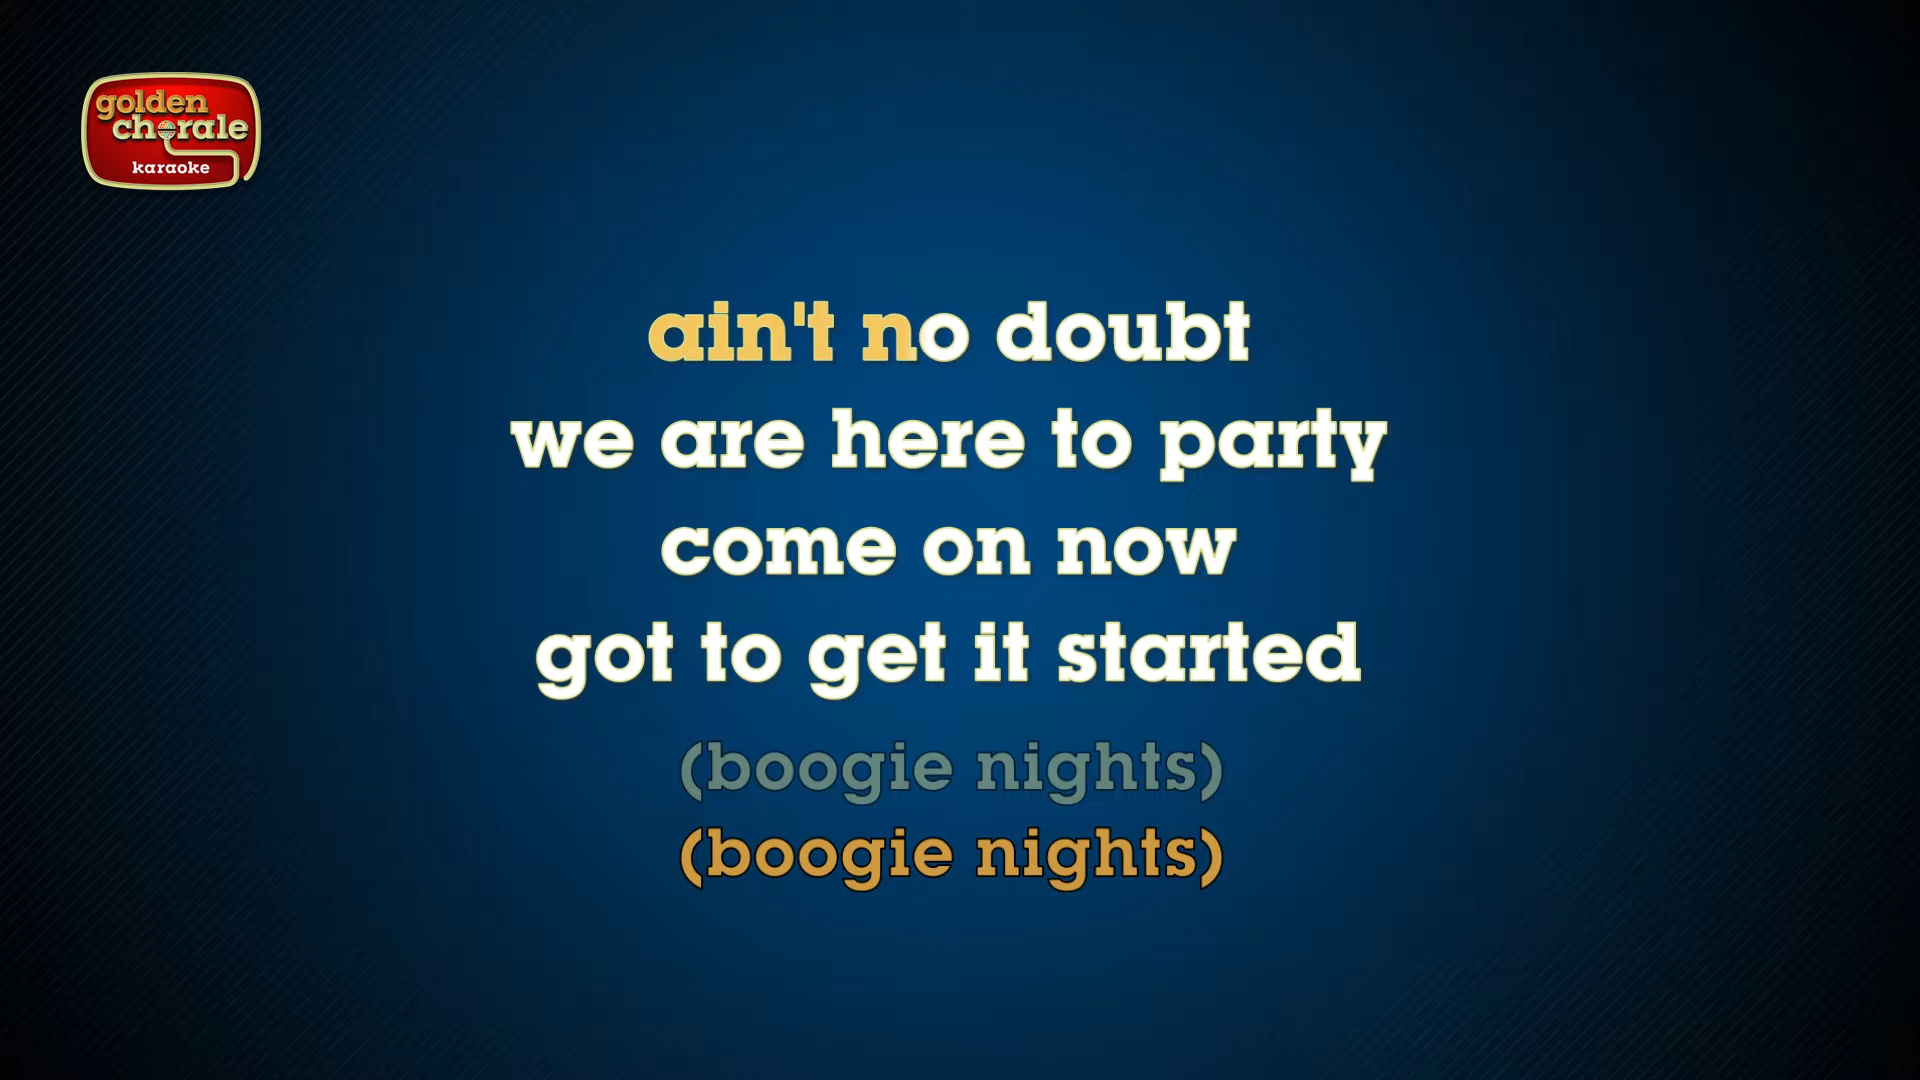 golden
chorale
karaoke
ain't no doubt
we are here to party
come on now
got to get it started
(boogie nights)
(boogie nights)